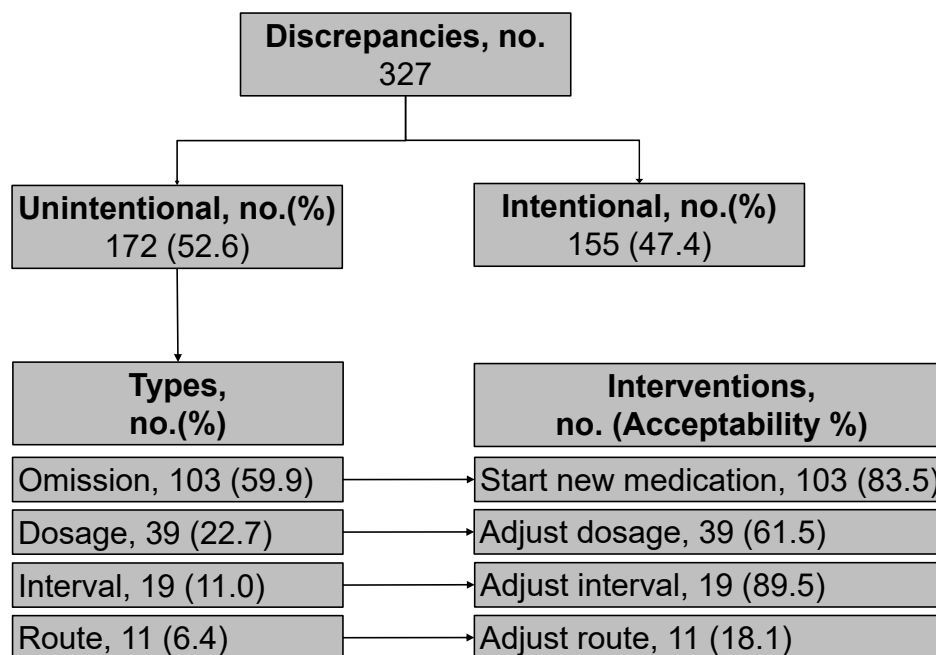 Discrepancies, no.
327
Unintentional, no.(%)
172 (52.6)
Intentional, no.(%)
155 (47.4)
Types,
no.(%)
Interventions,
no. (Acceptability %)
Omission, 103 (59.9)
Start new medication, 103 (83.5)
Dosage, 39 (22.7)
Adjust dosage, 39 (61.5)
Interval, 19 (11.0)
Adjust interval, 19 (89.5)
Route, 11 (6.4)
Adjust route, 11 (18.1)